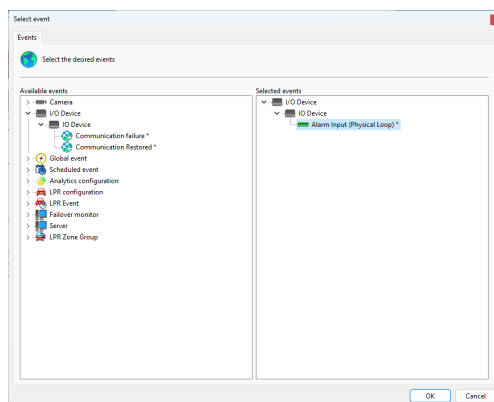 Select event
Events
Select the desired events
Available events
Camera
I/O Device
IO Device
Communication failure *
Communication Restored *
Global event
Scheduled event
Analytics configuration
LPR configuration
LPR Event
Failover monitor
Server
LPR Zone Group
Selected events
I/O Device
IO Device
Alarm Input (Physical Loop) *
OK
Cancel